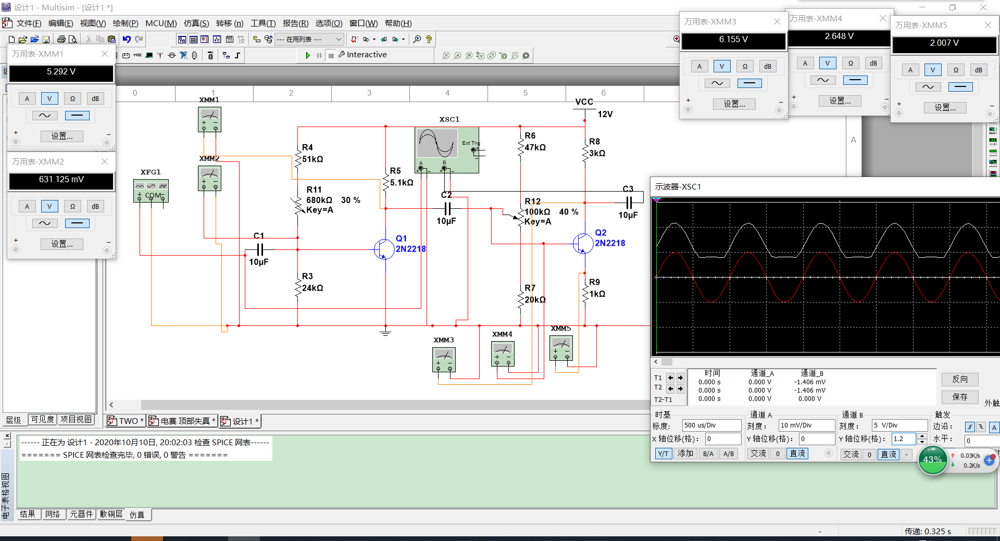 设计1 - Multisim - [设计1 *]
文件(F) 编辑(E) 视图(V) 绘制(P) MCU(M) 仿真(S) 转移 (n) 工具(T) 报告(R) 选项(O) 窗口(W) 帮助(H)
--- 在用列表 ---
MISC
Interactive
万用表-XMM1
5.292 V
A V Ω dB
+ 设置... −
万用表-XMM2
631.125 mV
A V Ω dB
+ 设置... −
万用表-XMM3
6.155 V
A V Ω dB
+ 设置... −
万用表-XMM4
2.648 V
A V Ω dB
+ 设置... −
万用表-XMM5
2.007 V
A V Ω dB
+ 设置... −
0 1 2 3 4 5 6
A
XMM1
XMM2
XFG1
COM
XSC1
Ext Trig
A B
VCC
12V
R4
51kΩ
R11
680kΩ 30 %
Key=A
R5
5.1kΩ
C1
10µF
R3
24kΩ
Q1
2N2218
C2
10µF
R6
47kΩ
R12
100kΩ 40 %
Key=A
R7
20kΩ
R8
3kΩ
C3
10µF
Q2
2N2218
R9
1kΩ
XMM3
XMM4
XMM5
示波器-XSC1
时间 通道_A 通道_B
T1 0.000 s 0.000 V -1.406 mV
T2 0.000 s 0.000 V -1.406 mV
T2-T1 0.000 s 0.000 V 0.000 V
反向
保存
外触
时基
标度: 500 us/Div
X 轴位移(格): 0
Y/T 添加 B/A A/B
通道 A
刻度: 10 mV/Div
Y 轴位移(格): 0
交流 0 直流
通道 B
刻度: 5 V/Div
Y 轴位移(格): 1.2
交流 0 直流 -
触发
边沿: A
水平: 0
43%
0.03K/s
0.2K/s
层级 可见度 项目视图
TWO * 电赛 顶部失真 * 设计1 *
------ 正在为 设计1 - 2020年10月10日, 20:02:03 检查 SPICE 网表------
======= SPICE 网表检查完毕, 0 错误, 0 警告 =======
电子表格视图
结果 网络 元器件 敷铜层 仿真
- 传递: 0.325 s